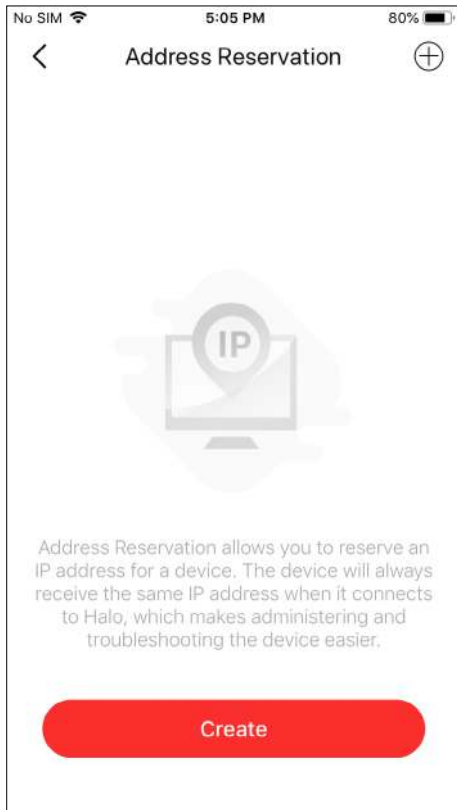 No SIM 5:05 PM 80%
Address Reservation
IP
Address Reservation allows you to reserve an
IP address for a device. The device will always
receive the same IP address when it connects
to Halo, which makes administering and
troubleshooting the device easier.
Create